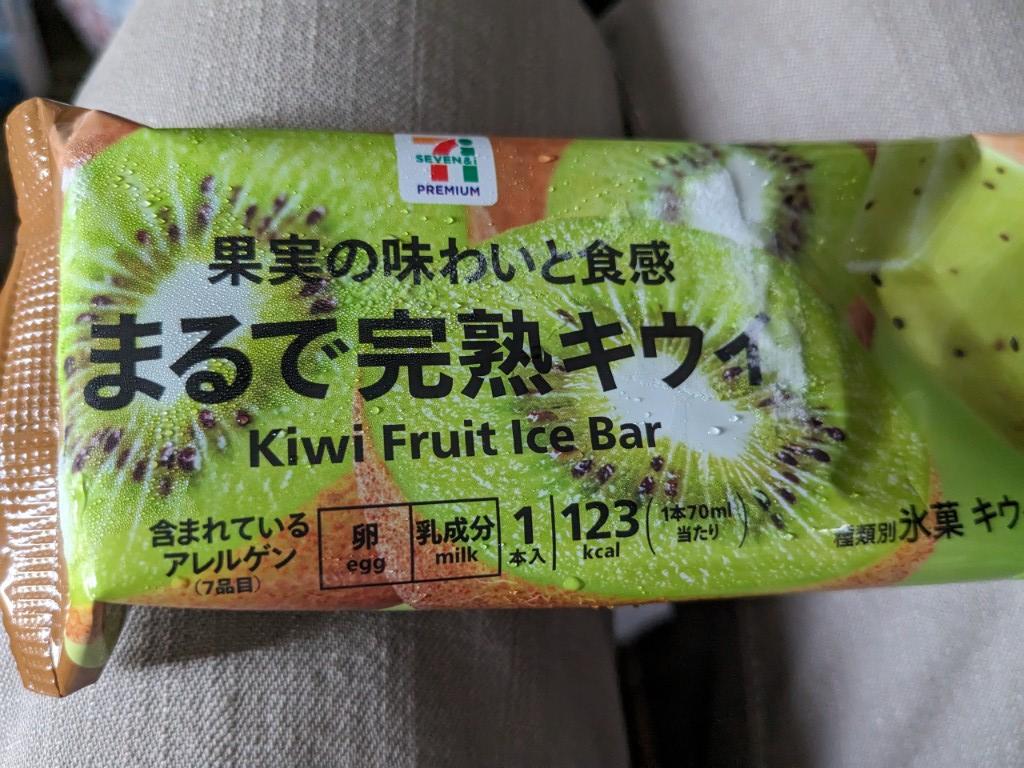 SEVEN&i
PREMIUM
果実の味わいと食感
まるで完熟キウイ
Kiwi Fruit Ice Bar
含まれている
アレルゲン
(7品目)
卵
egg
乳成分
milk
1
本入
123
kcal
(1本70ml
当たり)
種類別 氷菓 キウ